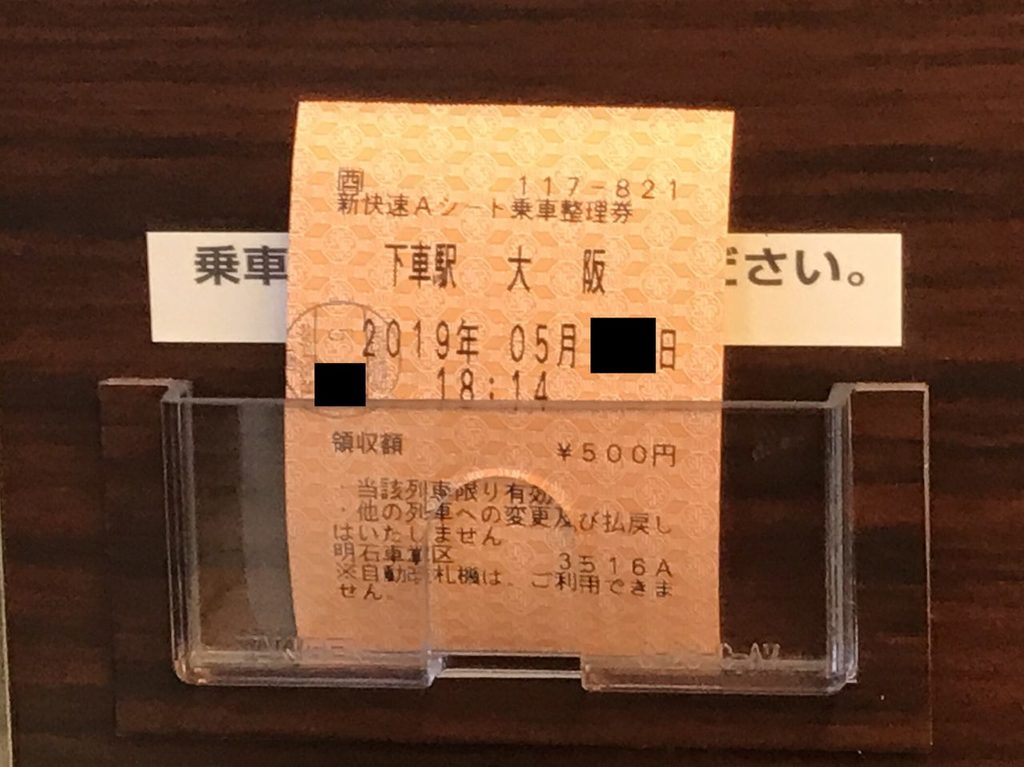 西
117-821
新快速Aシート乗車整理券
乗車
ださい。
下車駅 大 阪
2019年 05月 日
18:14
領収額 ¥500円
・当該列車限り有効
・他の列車への変更及び払戻し
はいたしません
明石車掌区 3516A
※自動改札機は、ご利用できま
せん。